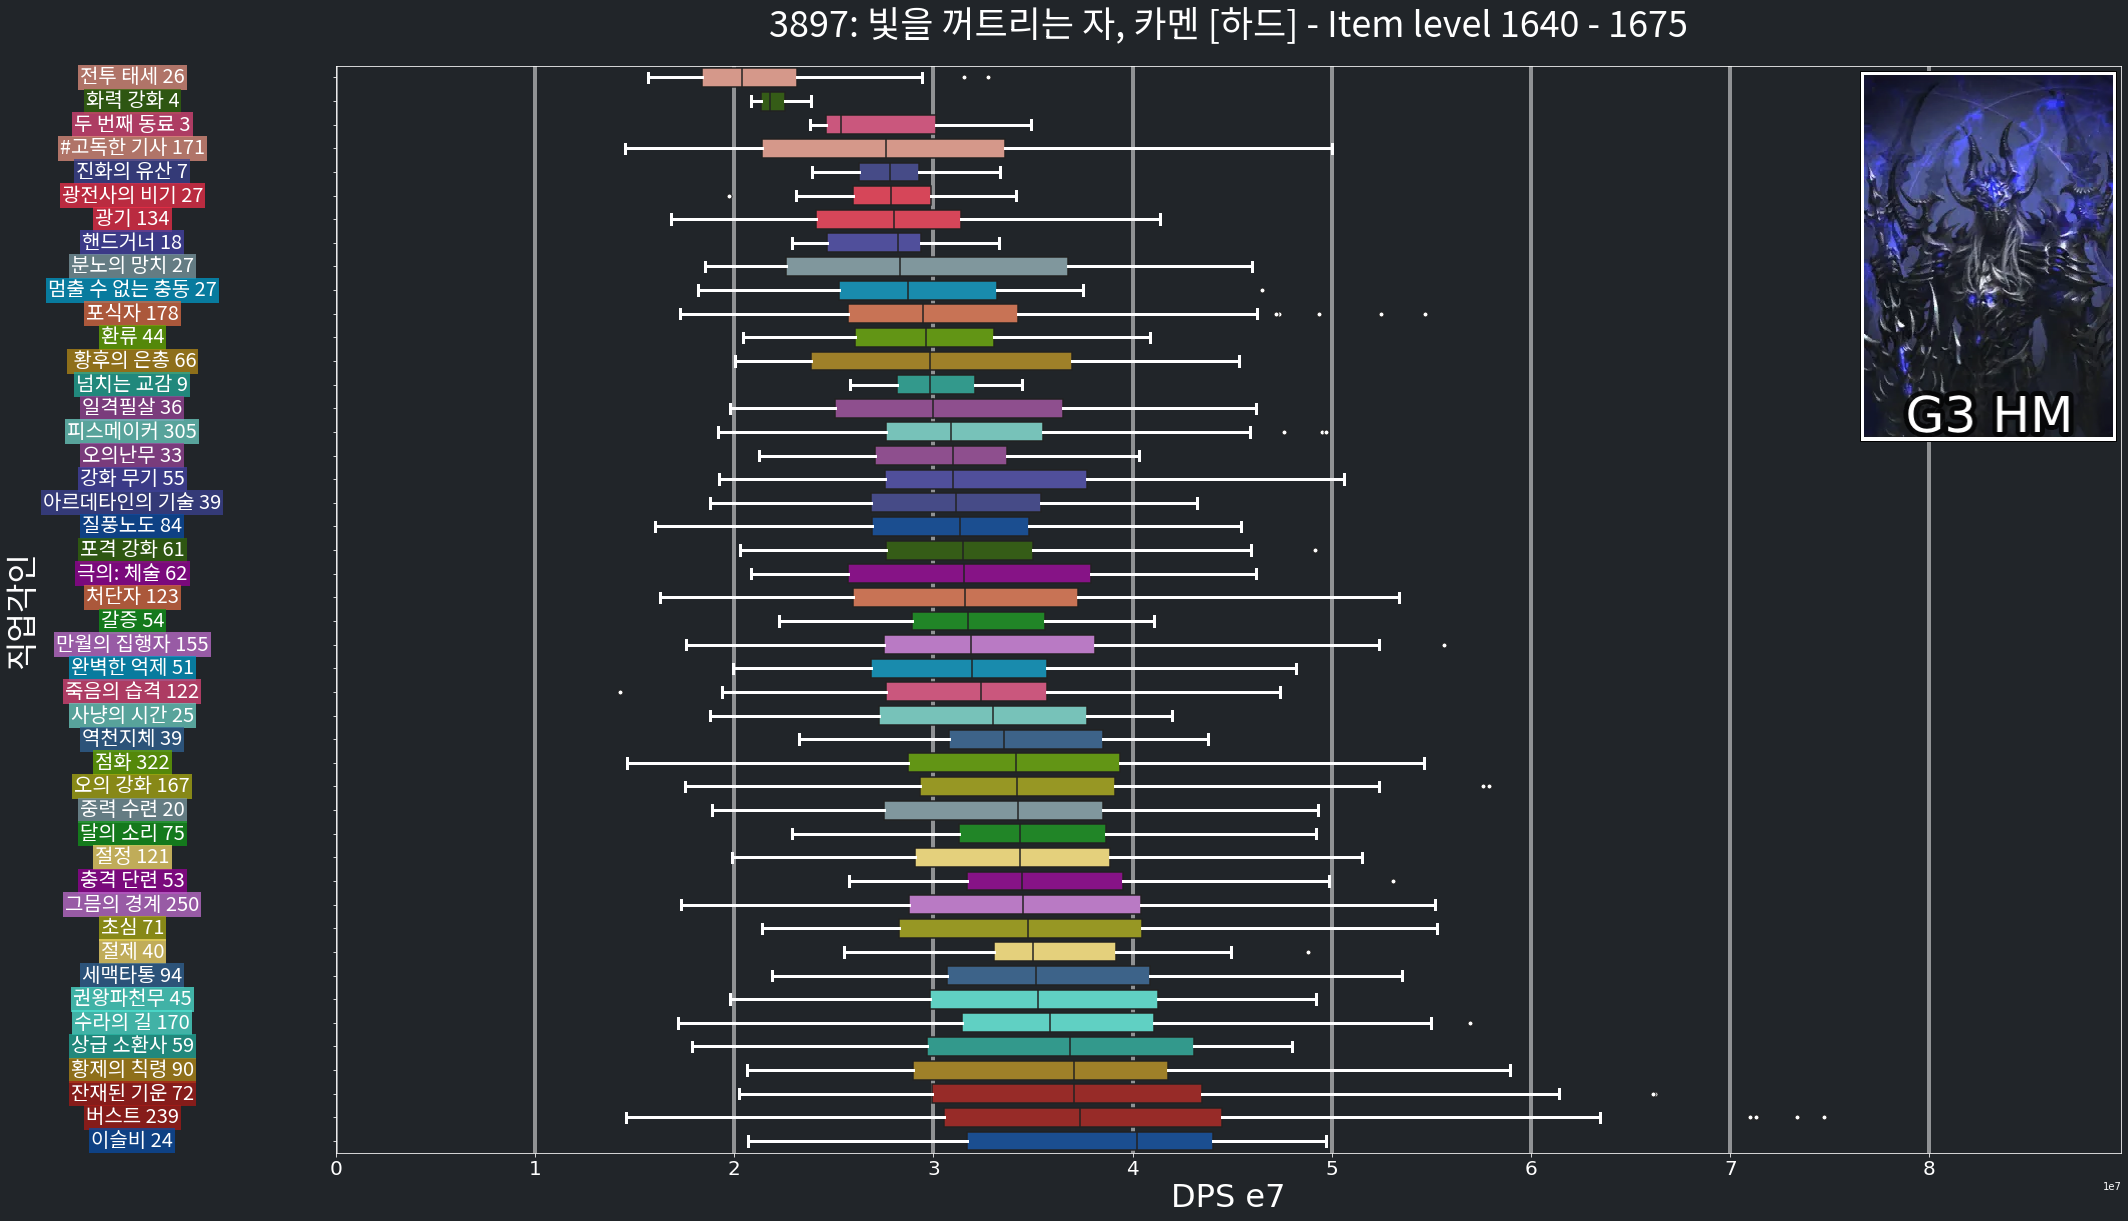 3897: 빛을 꺼트리는 자, 카멘 [하드] - Item level 1640 - 1675
직업각인
전투 태세 26
화력 강화 4
두 번째 동료 3
#고독한 기사 171
진화의 유산 7
광전사의 비기 27
광기 134
핸드거너 18
분노의 망치 27
멈출 수 없는 충동 27
포식자 178
환류 44
황후의 은총 66
넘치는 교감 9
일격필살 36
피스메이커 305
오의난무 33
강화 무기 55
아르데타인의 기술 39
질풍노도 84
포격 강화 61
극의: 체술 62
처단자 123
갈증 54
만월의 집행자 155
완벽한 억제 51
죽음의 습격 122
사냥의 시간 25
역천지체 39
점화 322
오의 강화 167
중력 수련 20
달의 소리 75
절정 121
충격 단련 53
그믐의 경계 250
초심 71
절제 40
세맥타통 94
권왕파천무 45
수라의 길 170
상급 소환사 59
황제의 칙령 90
잔재된 기운 72
버스트 239
이슬비 24
G3 HM
0 1 2 3 4 5 6 7 8
1e7
DPS e7